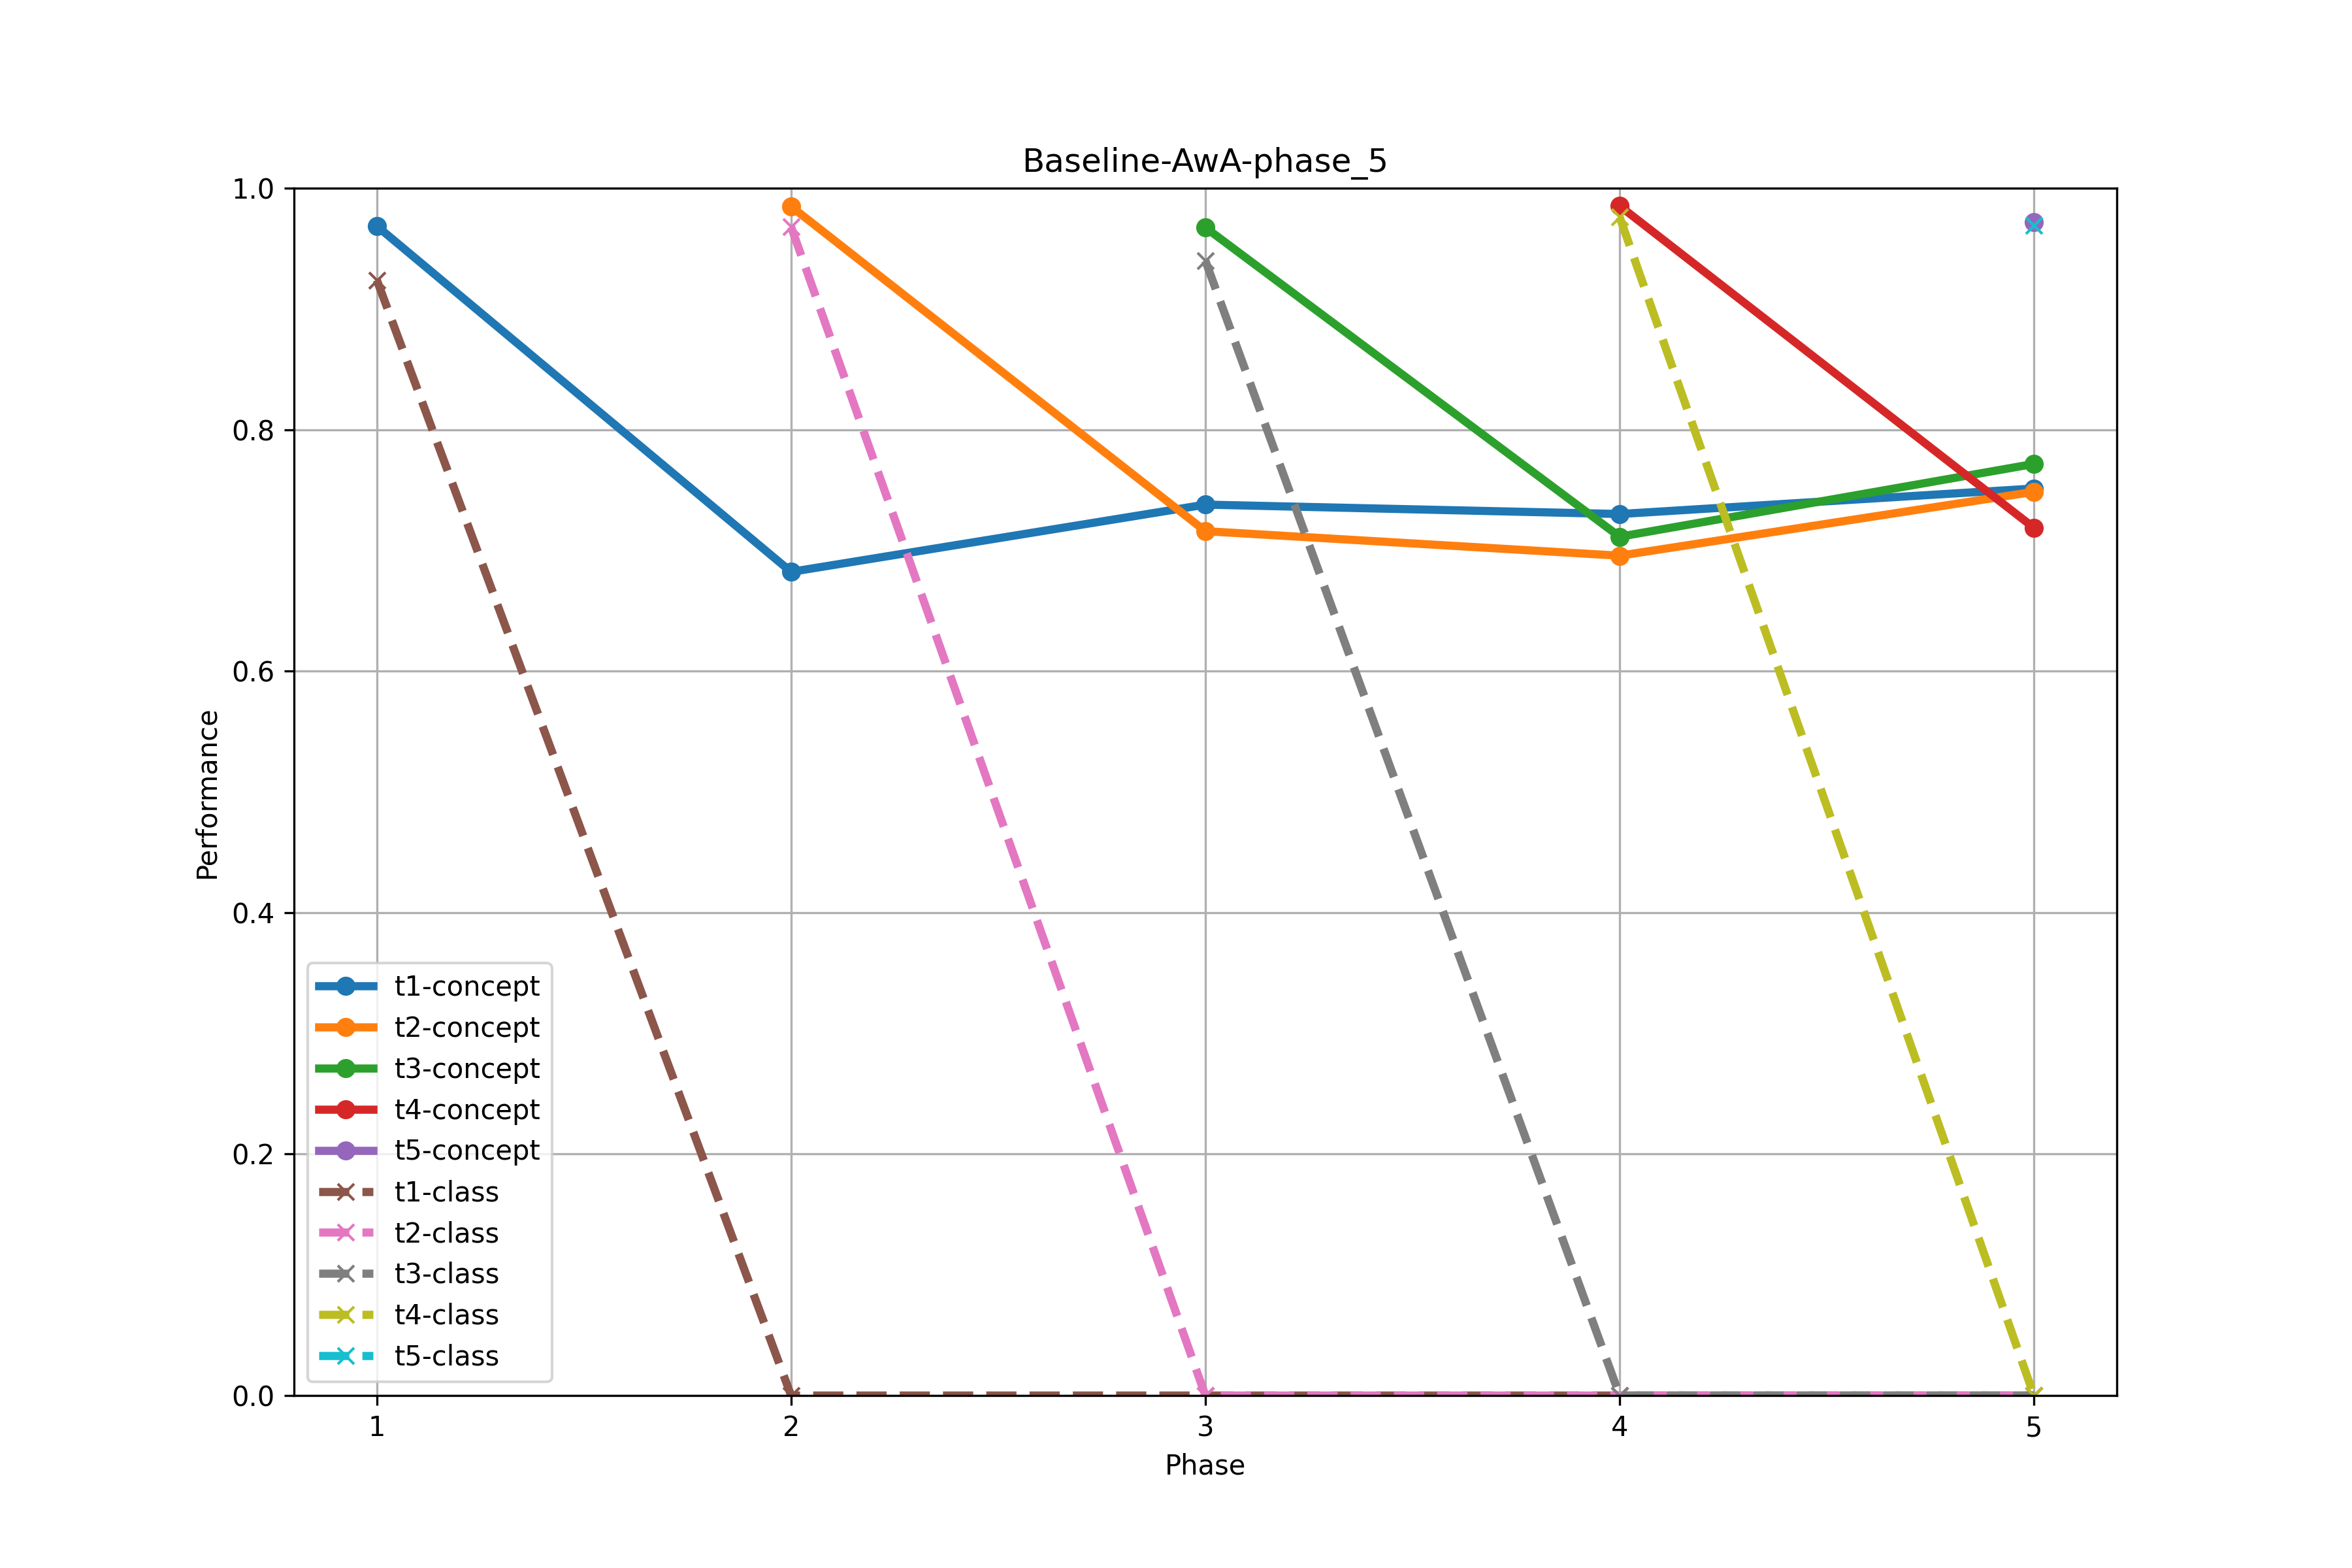 Baseline-AwA-phase_5
1.0
0.8
0.6
0.4
0.2
0.0
Performance
t1-concept
t2-concept
t3-concept
t4-concept
t5-concept
t1-class
t2-class
t3-class
t4-class
t5-class
1 2 3 4 5
Phase